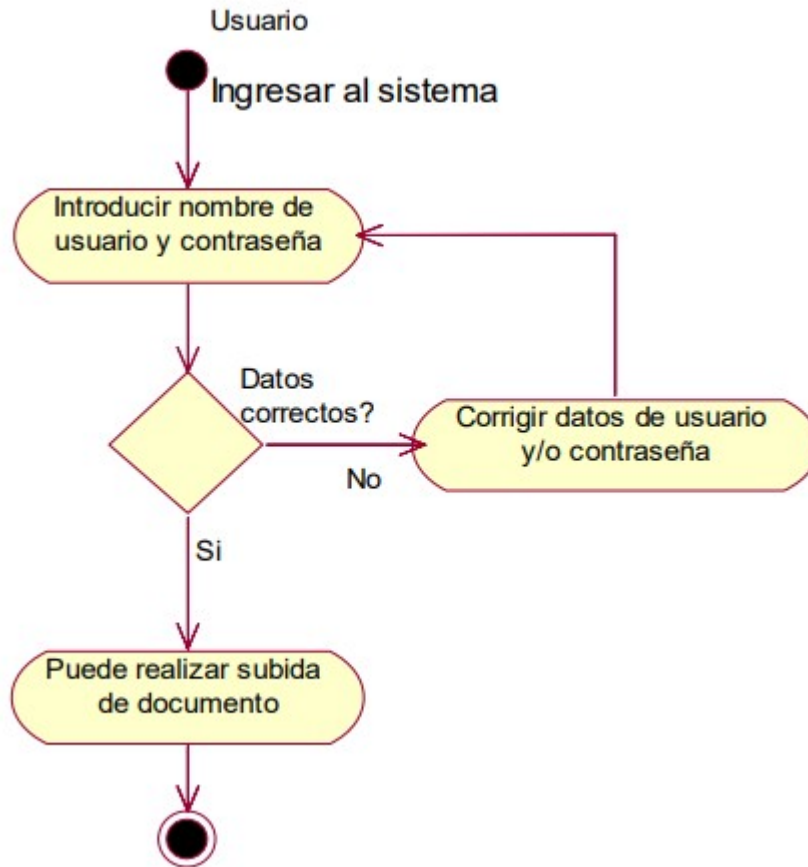 Usuario
Ingresar al sistema
Introducir nombre de
usuario y contraseña
Datos
correctos?
Corrigir datos de usuario
y/o contraseña
No
Si
Puede realizar subida
de documento